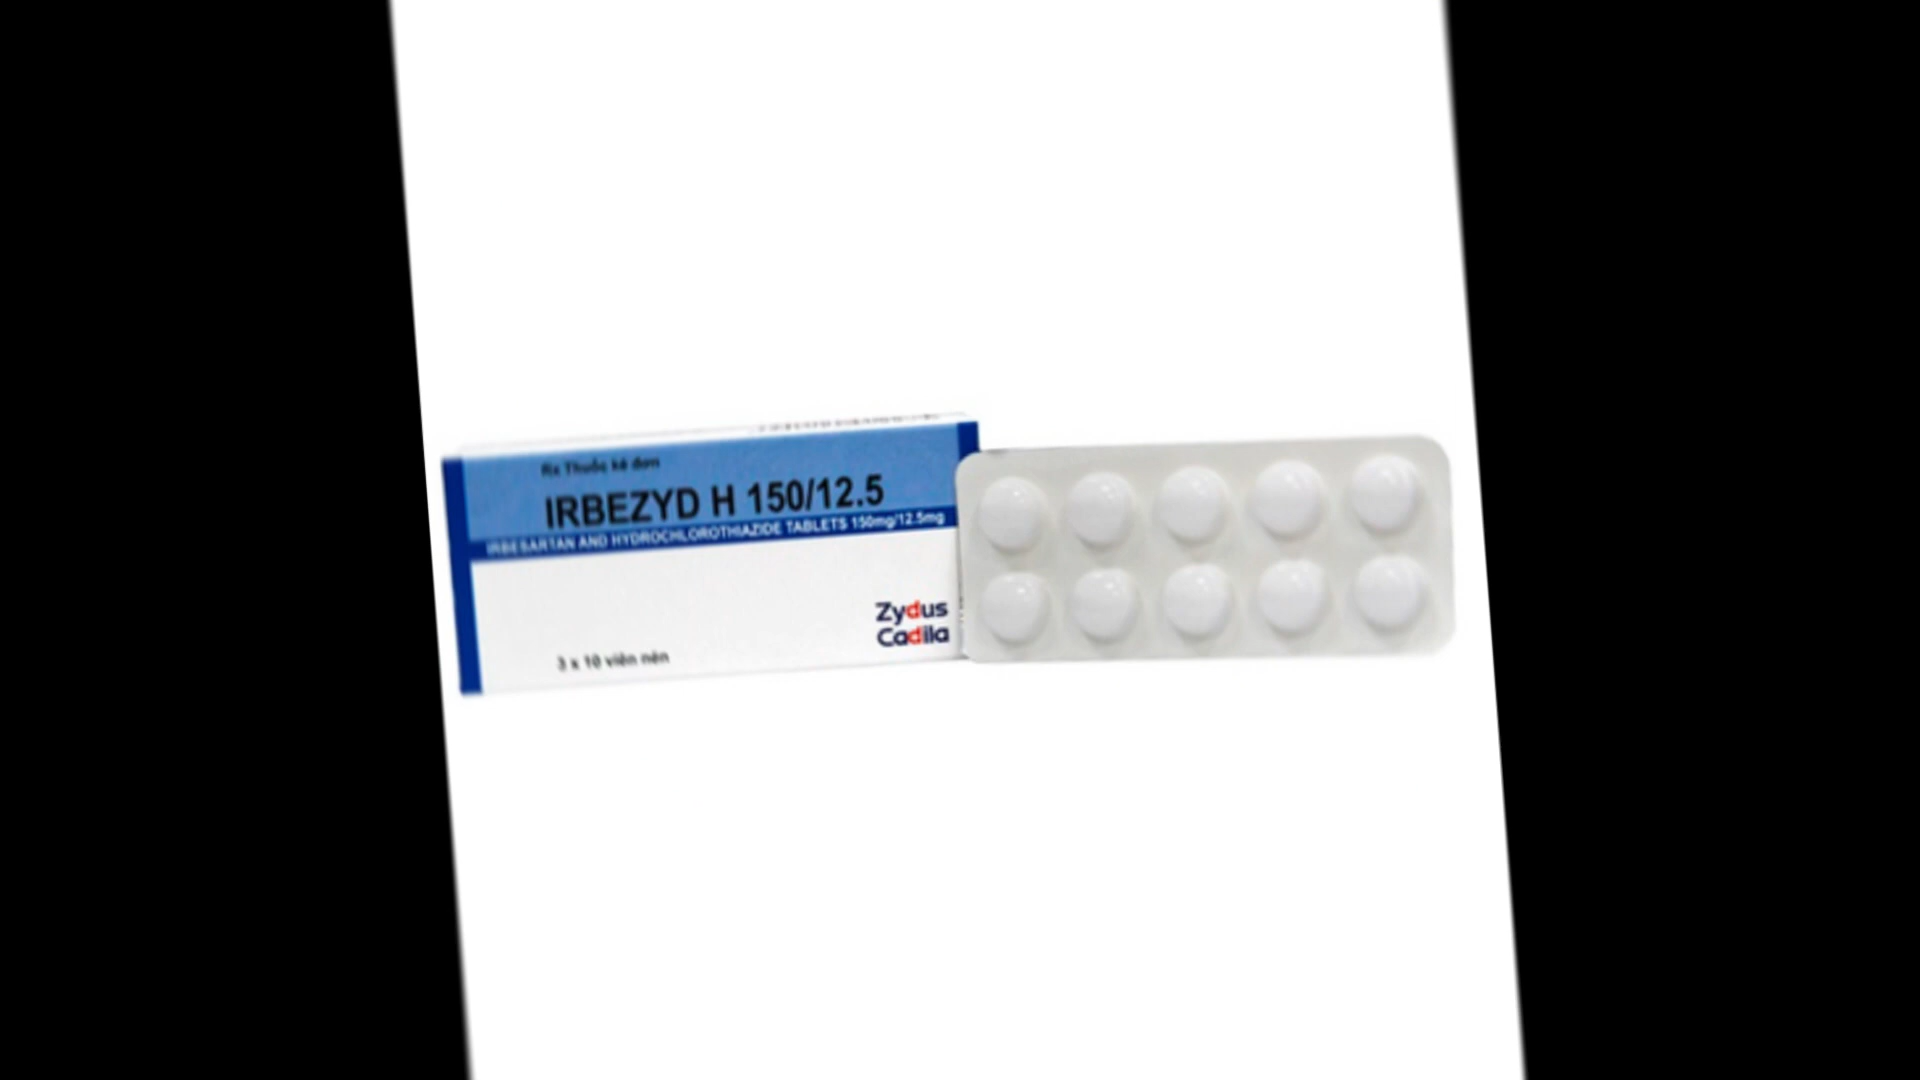 Rx Thuốc kê đơn
IRBEZYD H 150/12.5
IRBESARTAN AND HYDROCHLOROTHIAZIDE TABLETS 150mg/12.5mg
Zydus
Cadila
3 x 10 viên nén